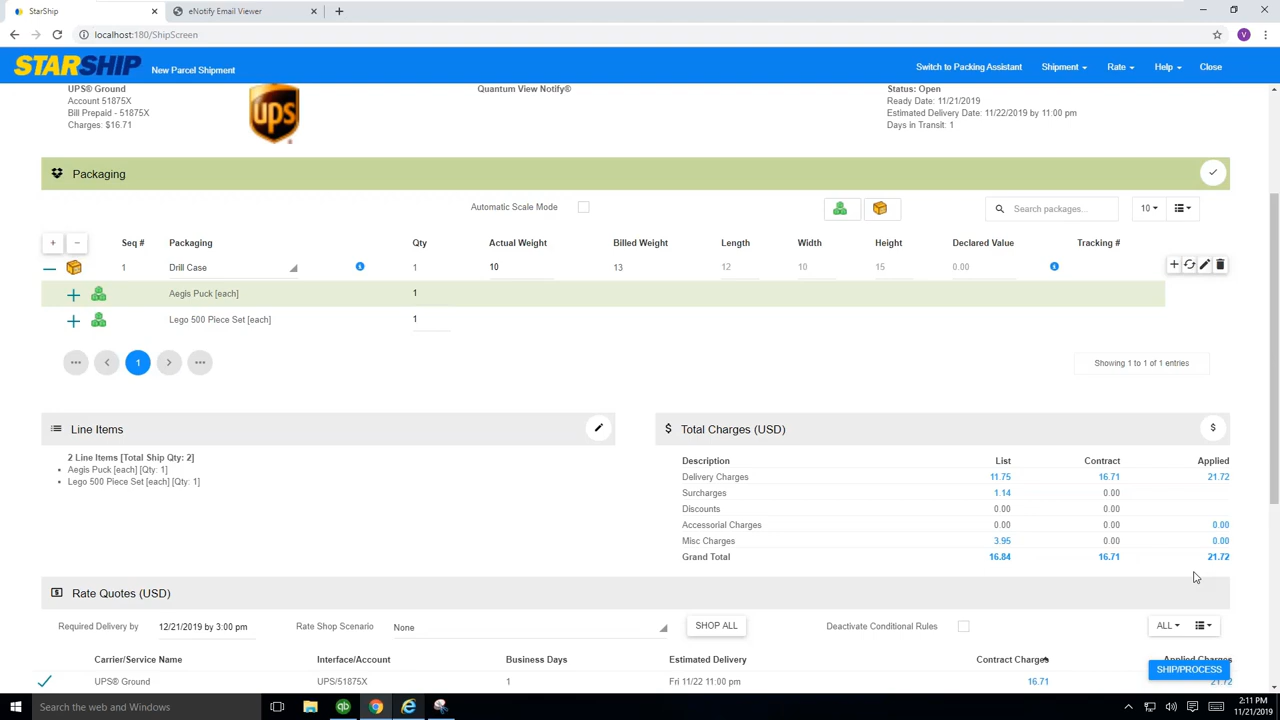 StarShip
eNotify Email Viewer
localhost:180/ShipScreen
V
STARSHIP
New Parcel Shipment
Switch to Packing Assistant
Shipment
Rate
Help
Close
UPS® Ground
Account 51875X
Bill Prepaid - 51875X
Charges: $16.71
ups
Quantum View Notify®
Status: Open
Ready Date: 11/21/2019
Estimated Delivery Date: 11/22/2019 by 11:00 pm
Days in Transit: 1
Packaging
Automatic Scale Mode
Search packages...
10
Seq # Packaging Qty Actual Weight Billed Weight Length Width Height Declared Value Tracking #
1 Drill Case 1 10 13 12 10 15 0.00
Aegis Puck [each] 1
Lego 500 Piece Set [each] 1
1
Showing 1 to 1 of 1 entries
Line Items
2 Line Items [Total Ship Qty: 2]
Aegis Puck [each] [Qty: 1]
Lego 500 Piece Set [each] [Qty: 1]
$ Total Charges (USD) $
Description List Contract Applied
Delivery Charges 11.75 16.71 21.72
Surcharges 1.14 0.00
Discounts 0.00 0.00
Accessorial Charges 0.00 0.00 0.00
Misc Charges 3.95 0.00 0.00
Grand Total 16.84 16.71 21.72
Rate Quotes (USD)
Required Delivery by 12/21/2019 by 3:00 pm Rate Shop Scenario None SHOP ALL Deactivate Conditional Rules ALL
Carrier/Service Name Interface/Account Business Days Estimated Delivery Contract Charges Applied Charges
UPS® Ground UPS/51875X 1 Fri 11/22 11:00 pm 16.71 21.72
SHIP/PROCESS
Search the web and Windows
qb
2:11 PM
11/21/2019